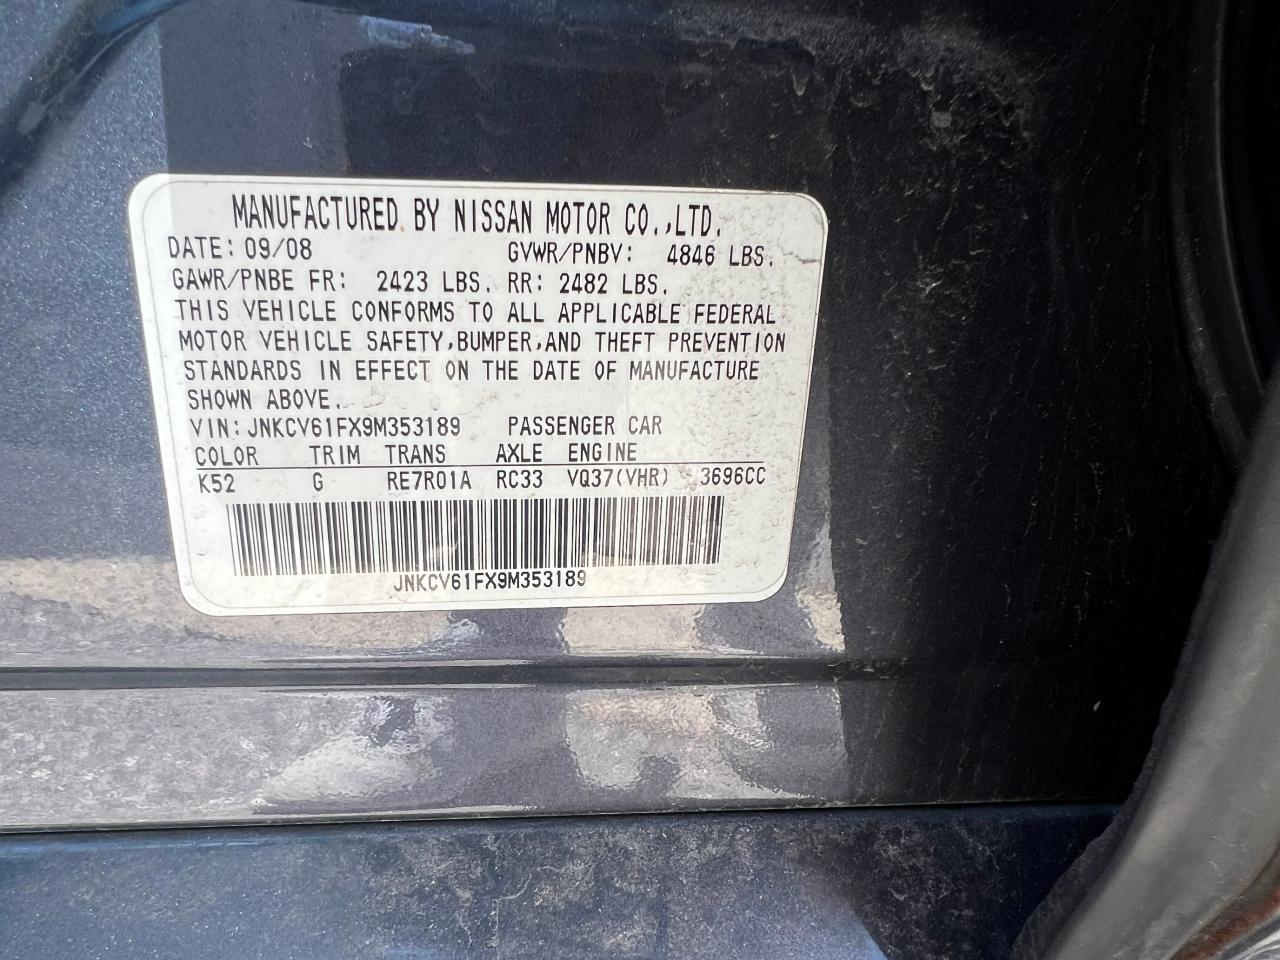 MANUFACTURED BY NISSAN MOTOR CO.,LTD.
DATE: 09/08 GVWR/PNBV: 4846 LBS.
GAWR/PNBE FR: 2423 LBS. RR: 2482 LBS.
THIS VEHICLE CONFORMS TO ALL APPLICABLE FEDERAL
MOTOR VEHICLE SAFETY,BUMPER,AND THEFT PREVENTION
STANDARDS IN EFFECT ON THE DATE OF MANUFACTURE
SHOWN ABOVE.
VIN: JNKCV61FX9M353189 PASSENGER CAR
COLOR TRIM TRANS AXLE ENGINE
K52 G RE7R01A RC33 VQ37(VHR) 3696CC
JNKCV61FX9M353189